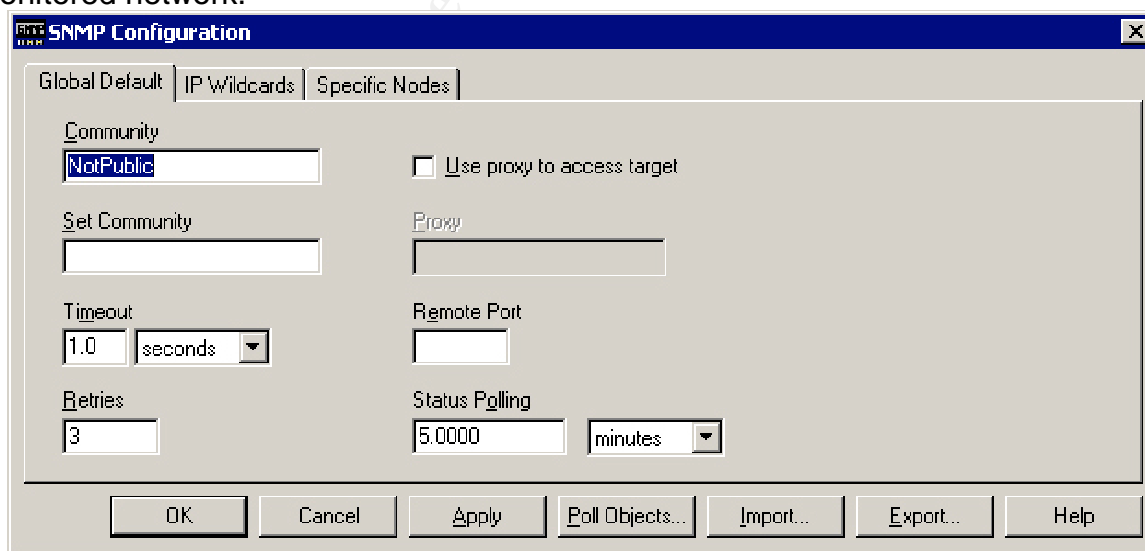 SNMP Configuration
Global Default IP Wildcards Specific Nodes
Community
NotPublic
Use proxy to access target
Set Community
Proxy
Timeout
Remote Port
1.0 seconds
Retries
Status Polling
3
5.0000 minutes
OK Cancel Apply Poll Objects... Import... Export... Help